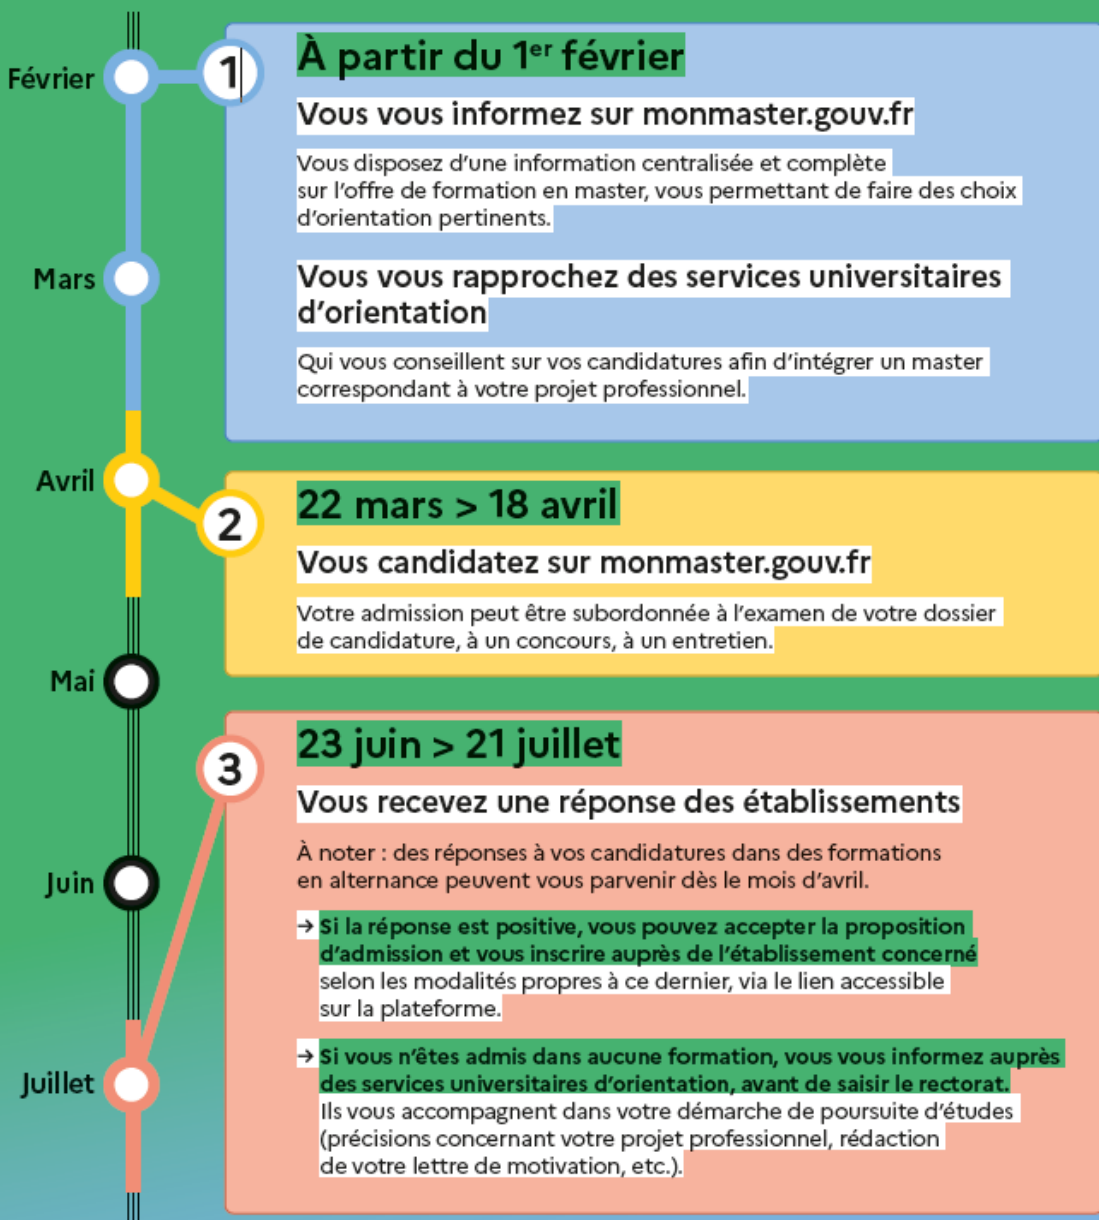 Février
1
À partir du 1er février
Vous vous informez sur monmaster.gouv.fr
Vous disposez d’une information centralisée et complète
sur l’offre de formation en master, vous permettant de faire des choix
d’orientation pertinents.
Mars
Vous vous rapprochez des services universitaires
d’orientation
Qui vous conseillent sur vos candidatures afin d’intégrer un master
correspondant à votre projet professionnel.
Avril
2
22 mars > 18 avril
Vous candidatez sur monmaster.gouv.fr
Votre admission peut être subordonnée à l’examen de votre dossier
de candidature, à un concours, à un entretien.
Mai
3
23 juin > 21 juillet
Vous recevez une réponse des établissements
À noter : des réponses à vos candidatures dans des formations
en alternance peuvent vous parvenir dès le mois d’avril.
Juin
→ Si la réponse est positive, vous pouvez accepter la proposition
d’admission et vous inscrire auprès de l’établissement concerné
selon les modalités propres à ce dernier, via le lien accessible
sur la plateforme.
Juillet
→ Si vous n’êtes admis dans aucune formation, vous vous informez auprès
des services universitaires d’orientation, avant de saisir le rectorat.
Ils vous accompagnent dans votre démarche de poursuite d’études
(précisions concernant votre projet professionnel, rédaction
de votre lettre de motivation, etc.).